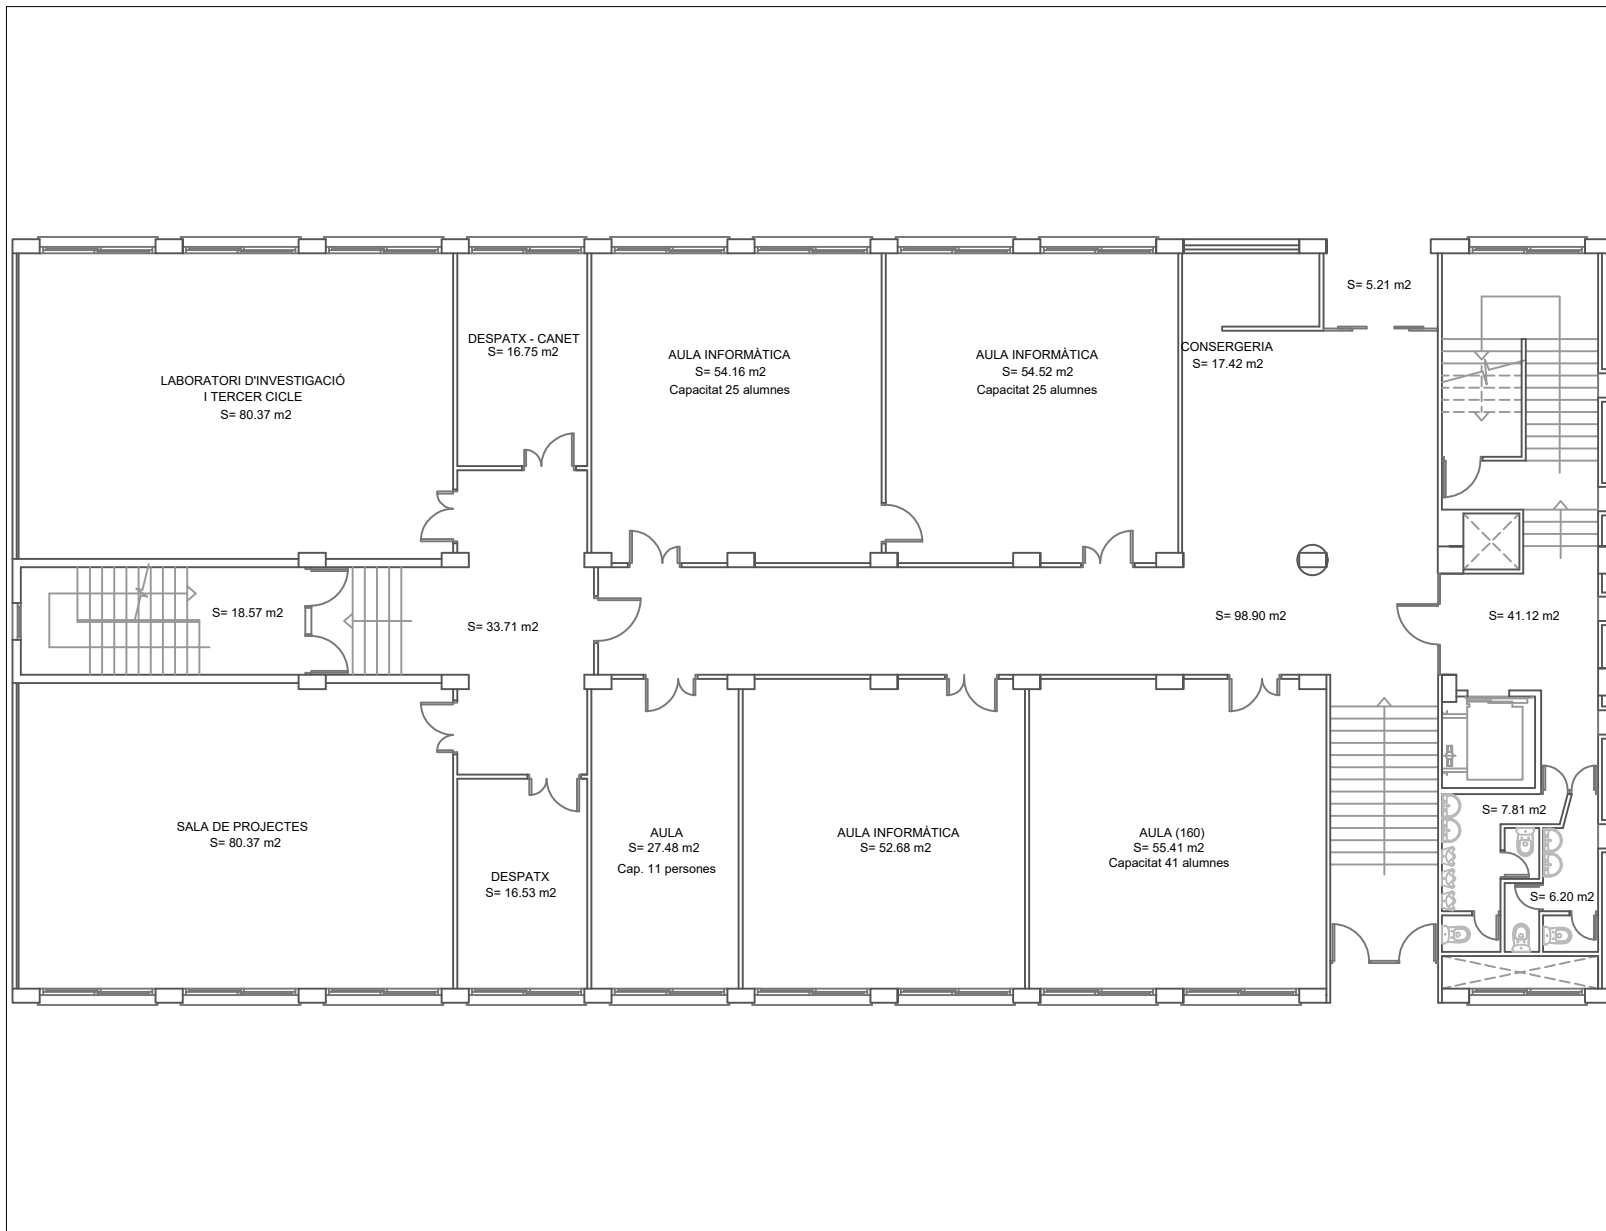 S= 5.21 m2
DESPATX - CANET
S= 16.75 m2
CONSERGERIA
S= 17.42 m2
AULA INFORMÀTICA
S= 54.16 m2
Capacitat 25 alumnes
AULA INFORMÀTICA
S= 54.52 m2
Capacitat 25 alumnes
LABORATORI D'INVESTIGACIÓ
I TERCER CICLE
S= 80.37 m2
S= 18.57 m2
S= 33.71 m2
S= 98.90 m2
S= 41.12 m2
S= 7.81 m2
SALA DE PROJECTES
S= 80.37 m2
AULA
S= 27.48 m2
Cap. 11 persones
AULA INFORMÀTICA
S= 52.68 m2
AULA (160)
S= 55.41 m2
Capacitat 41 alumnes
DESPATX
S= 16.53 m2
S= 6.20 m2